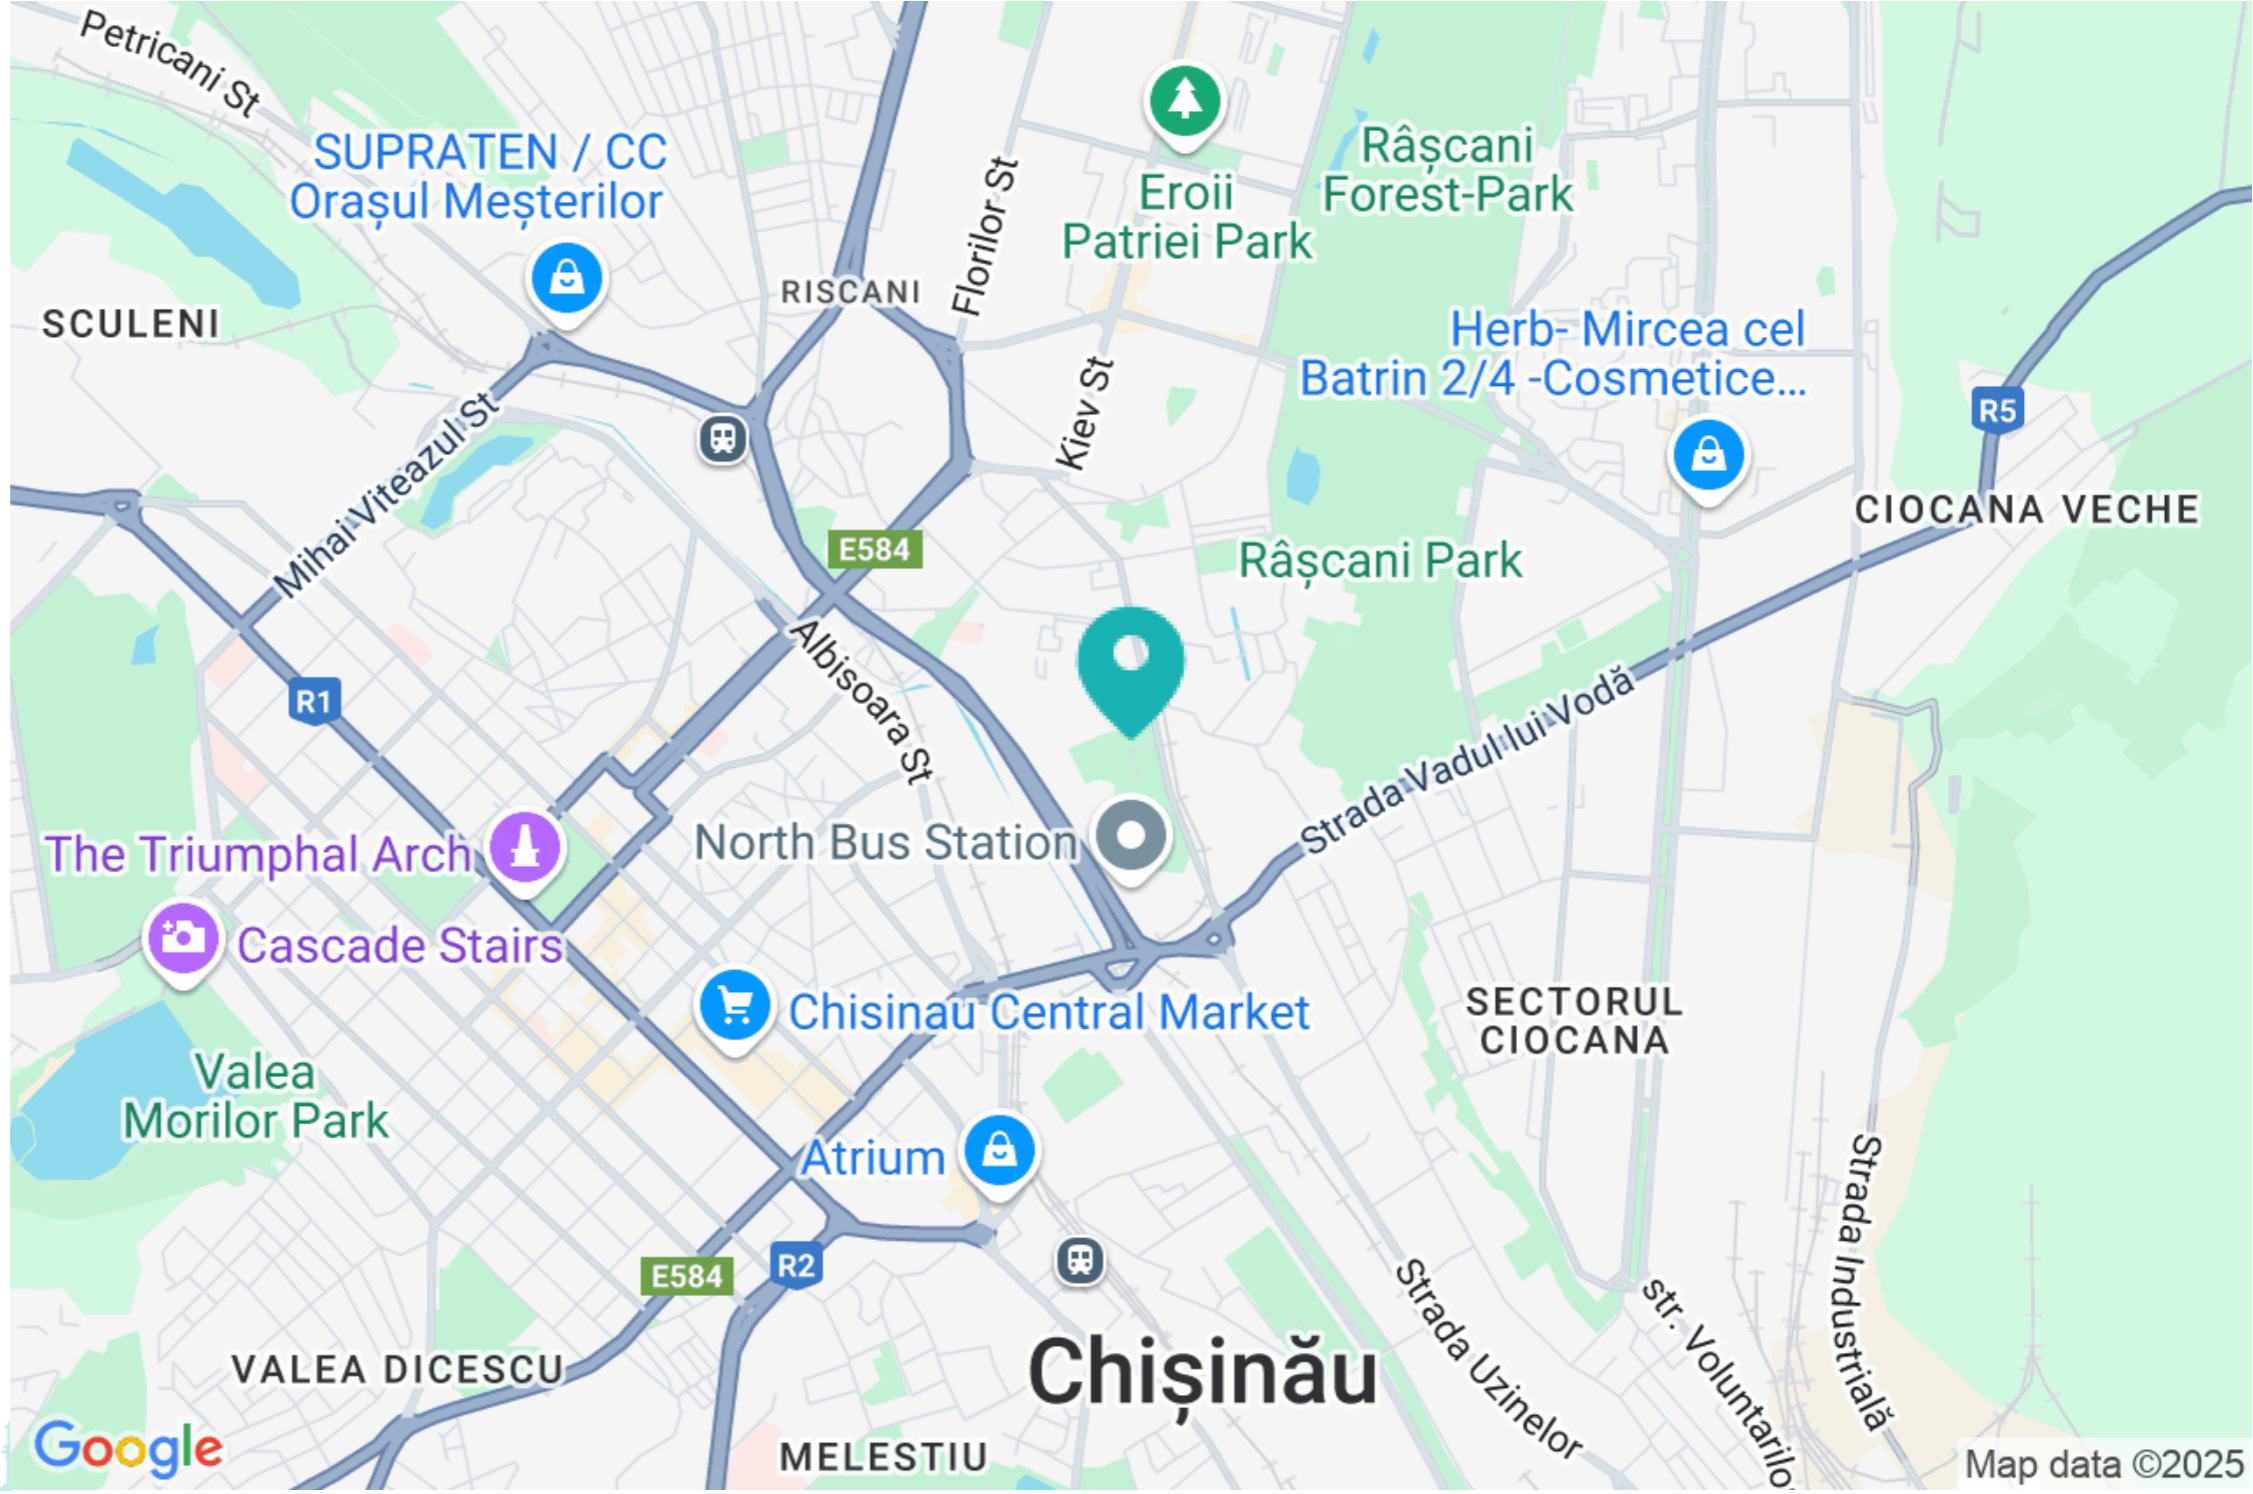 Petricani St
SUPRATEN / CC
Orașul Meșterilor
SCULENI
RISCANI
Florilor St
Eroii
Patriei Park
Râșcani
Forest-Park
Herb- Mircea cel
Batrin 2/4 -Cosmetice...
R5
Kiev St
Mihai Viteazul St
CIOCANA VECHE
E584
Râșcani Park
Albisoara St
R1
Strada Vadul lui Vodă
The Triumphal Arch
North Bus Station
Cascade Stairs
Chisinau Central Market
SECTORUL
CIOCANA
Valea
Morilor Park
Atrium
Strada Industrială
E584
R2
Strada Uzinelor
str. Voluntarilo
VALEA DICESCU
Chișinău
MELESTIU
Google
Map data ©2025